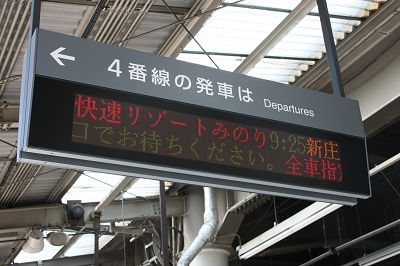 ← 4番線の発車は Departures
快速リゾートみのり 9:25 新庄
コでお待ちください。 全車指